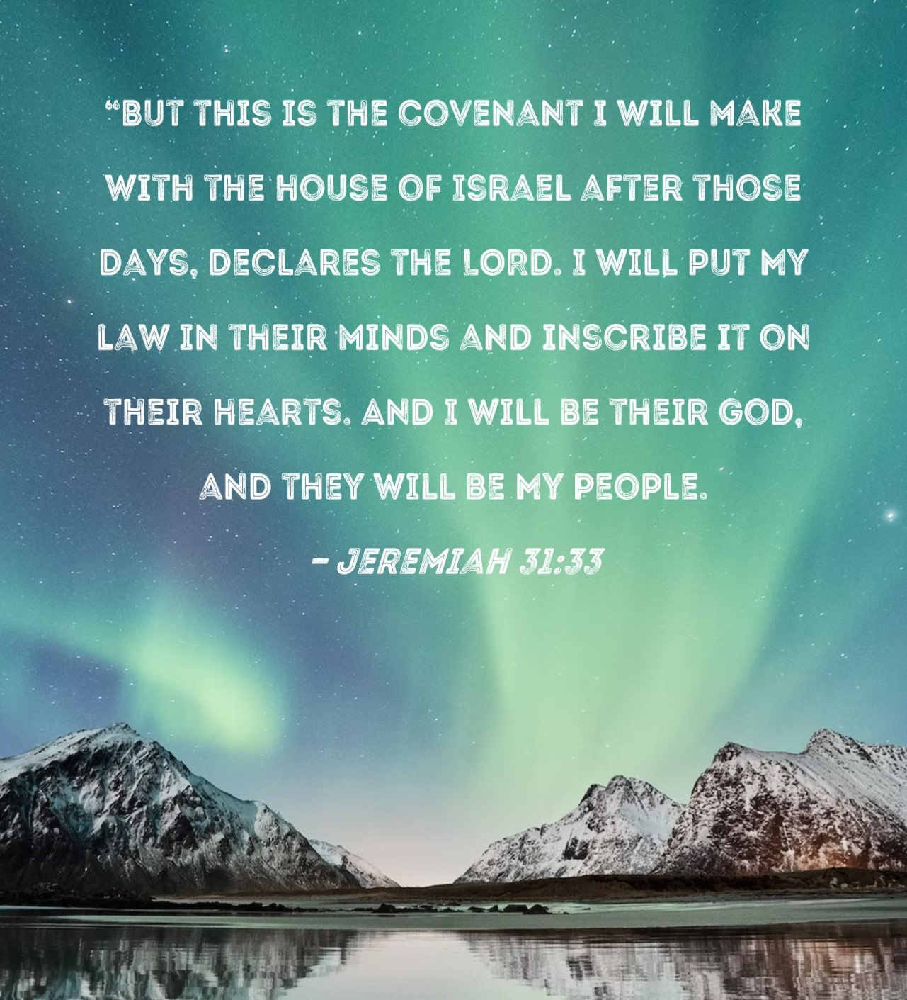 “BUT THIS IS THE COVENANT I WILL MAKE
WITH THE HOUSE OF ISRAEL AFTER THOSE
DAYS, DECLARES THE LORD. I WILL PUT MY
LAW IN THEIR MINDS AND INSCRIBE IT ON
THEIR HEARTS. AND I WILL BE THEIR GOD,
AND THEY WILL BE MY PEOPLE.
– JEREMIAH 31:33